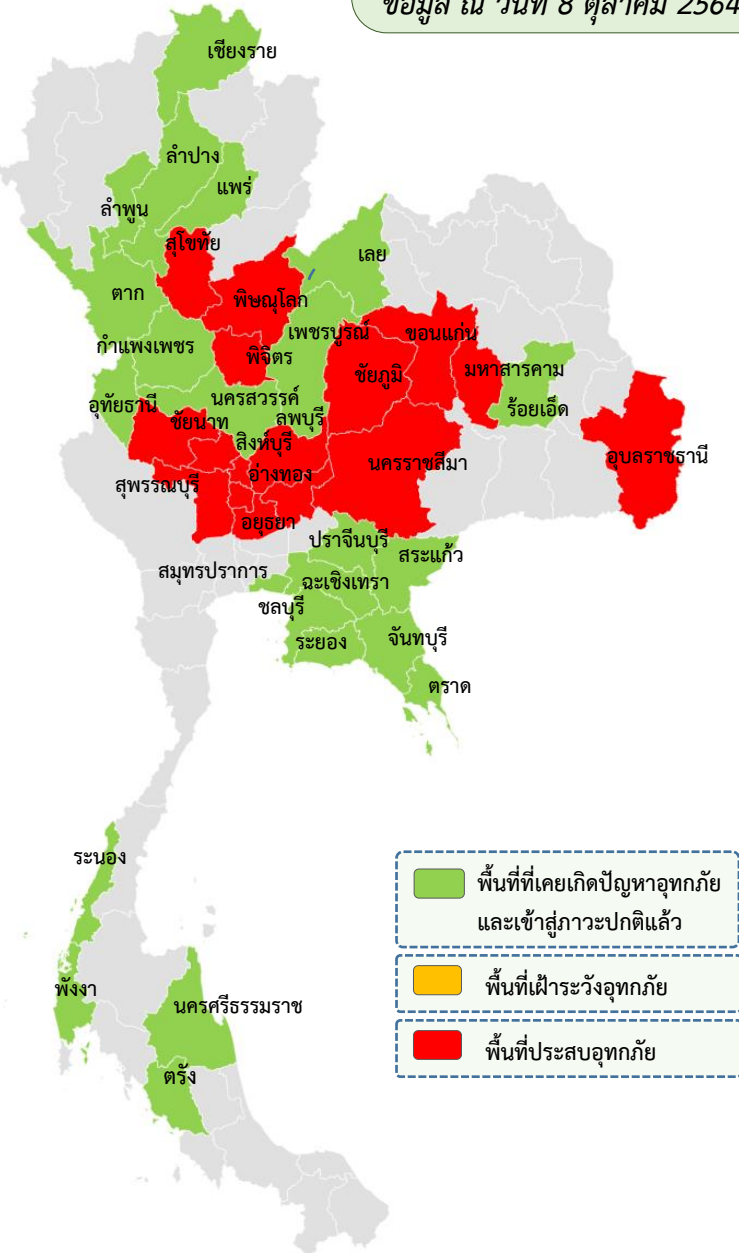 ข้อมูล ณ วันที่ 8 ตุลาคม 2564
เชียงราย
ลำปาง
แพร่
ลำพูน
สุโขทัย
เลย
ตาก
พิษณุโลก
เพชรบูรณ์
ขอนแก่น
กำแพงเพชร
พิจิตร
ชัยภูมิ
มหาสารคาม
นครสวรรค์
อุทัยธานี
ร้อยเอ็ด
ชัยนาท
ลพบุรี
สิงห์บุรี
อุบลราชธานี
นครราชสีมา
อ่างทอง
สุพรรณบุรี
อยุธยา
ปราจีนบุรี
สระแก้ว
สมุทรปราการ
ฉะเชิงเทรา
ชลบุรี
ระยอง
จันทบุรี
ตราด
ระนอง
พื้นที่ที่เคยเกิดปัญหาอุทกภัย
และเข้าสู่ภาวะปกติแล้ว
พังงา
พื้นที่เฝ้าระวังอุทกภัย
นครศรีธรรมราช
พื้นที่ประสบอุทกภัย
ตรัง